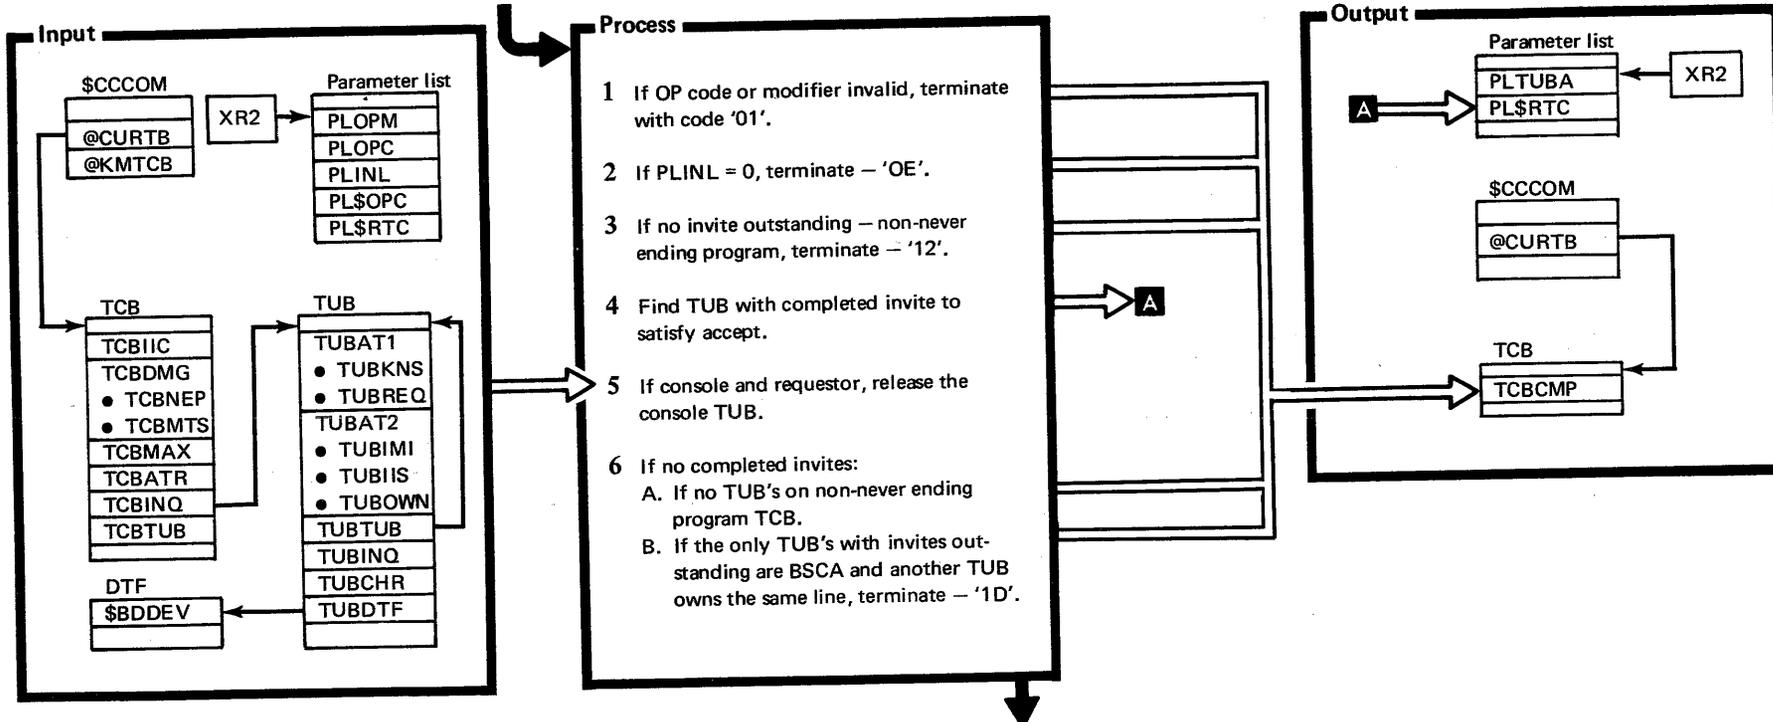 Input
$CCCOM
@CURTB
@KMTCB
XR2
Parameter list
PLOPM
PLOPC
PLINL
PL$OPC
PL$RTC
TCB
TCBIIC
TCBDMG
• TCBNEP
• TCBMTS
TCBMAX
TCBATR
TCBINQ
TCBTUB
TUB
TUBAT1
• TUBKNS
• TUBREQ
TUBAT2
• TUBIMI
• TUBIIS
• TUBOWN
TUBTUB
TUBINQ
TUBCHR
TUBDTF
DTF
$BDDEV
Process
1 If OP code or modifier invalid, terminate
with code '01'.
2 If PLINL = 0, terminate — 'OE'.
3 If no invite outstanding — non-never
ending program, terminate — '12'.
4 Find TUB with completed invite to
satisfy accept.
5 If console and requestor, release the
console TUB.
6 If no completed invites:
A. If no TUB's on non-never ending
program TCB.
B. If the only TUB's with invites out-
standing are BSCA and another TUB
owns the same line, terminate — '1D'.
A
Output
Parameter list
PLTUBA
PL$RTC
XR2
A
$CCCOM
@CURTB
TCB
TCBCMP